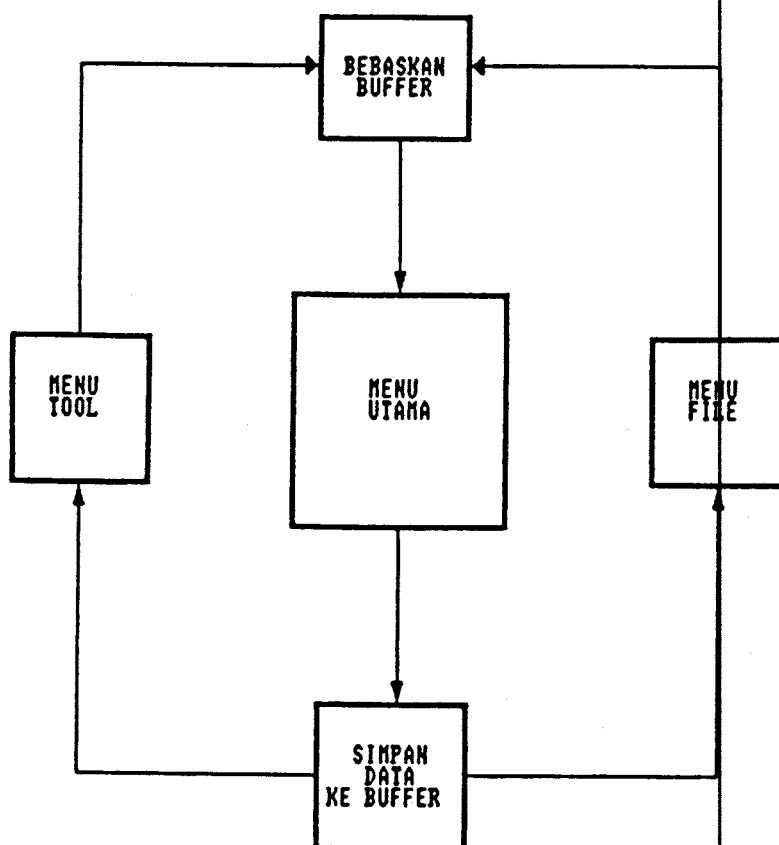 BEBASKAN
BUFFER
MENU
TOOL
MENU
UTAMA
MENU
FILE
SIMPAN
DATA
KE BUFFER